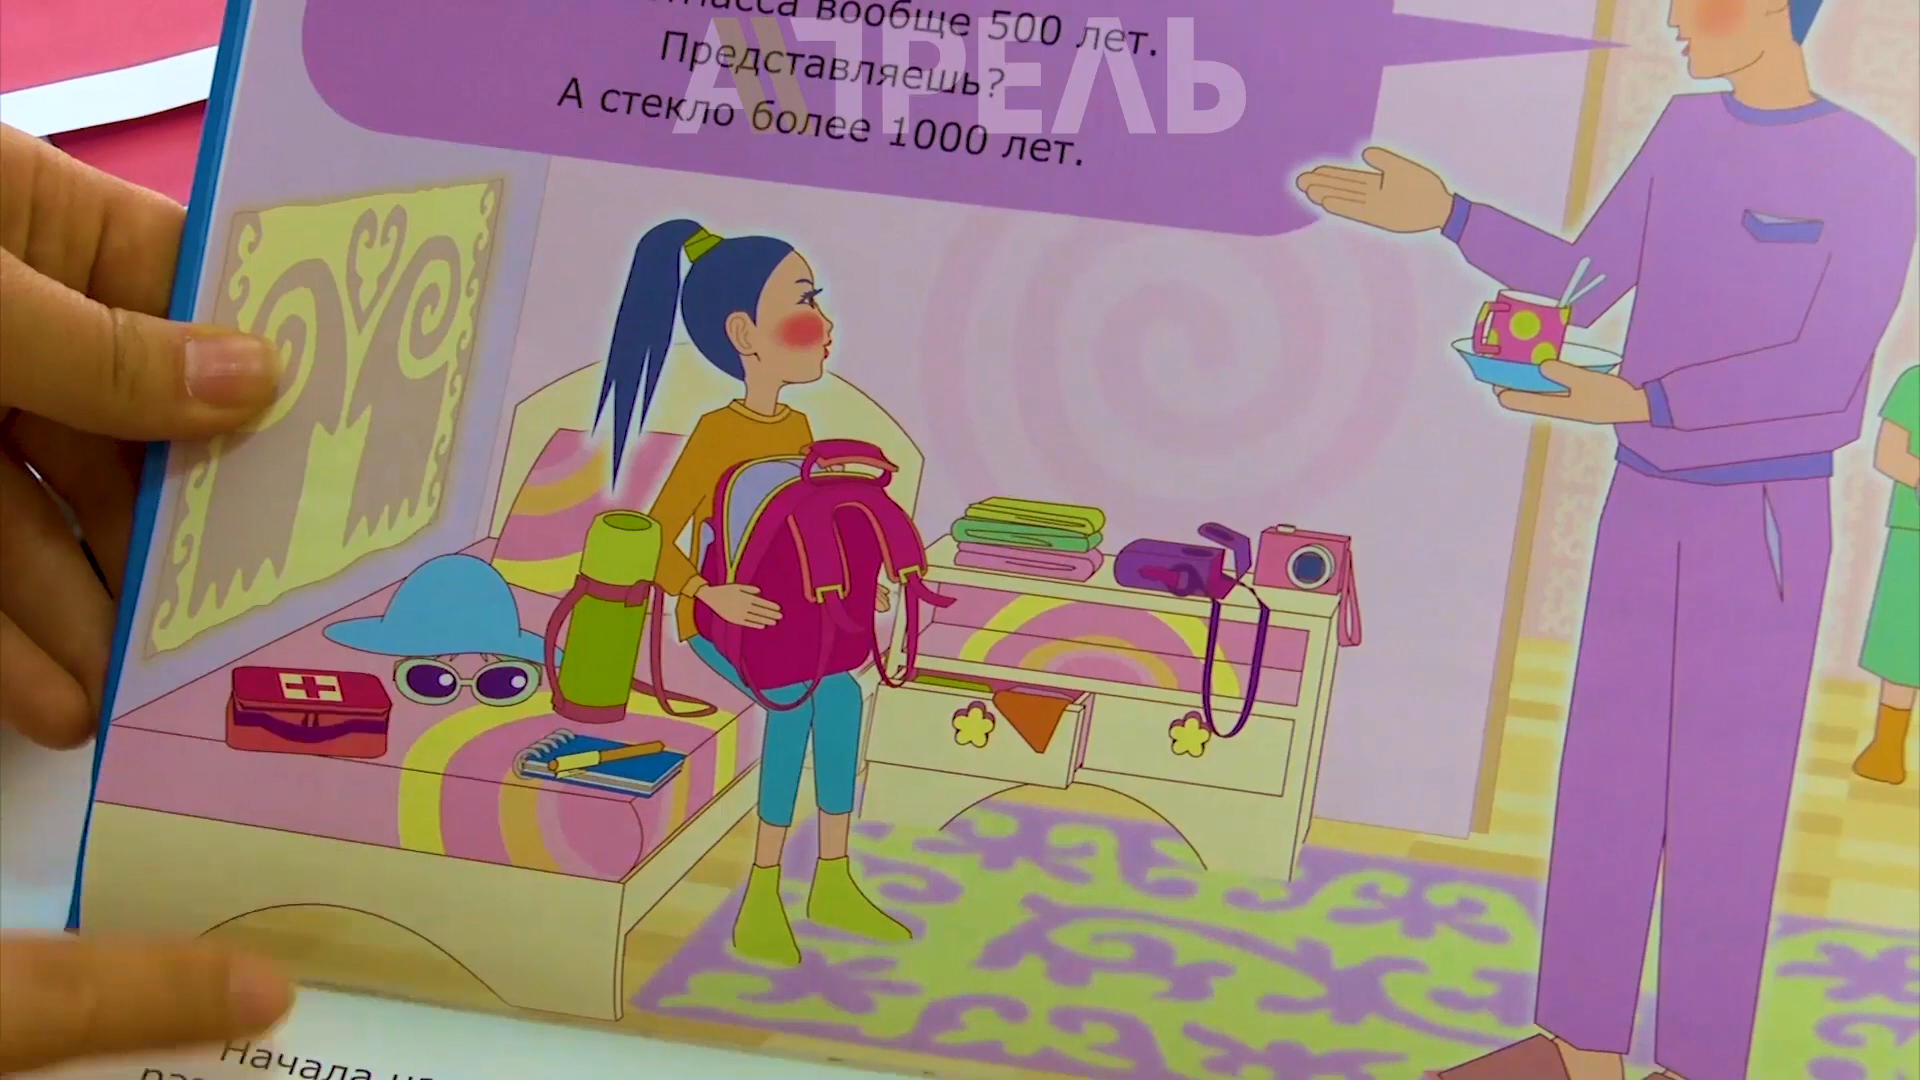 вообще 500 лет.
Представляешь?
А стекло более 1000 лет.
АПРЕЛЬ
Начала